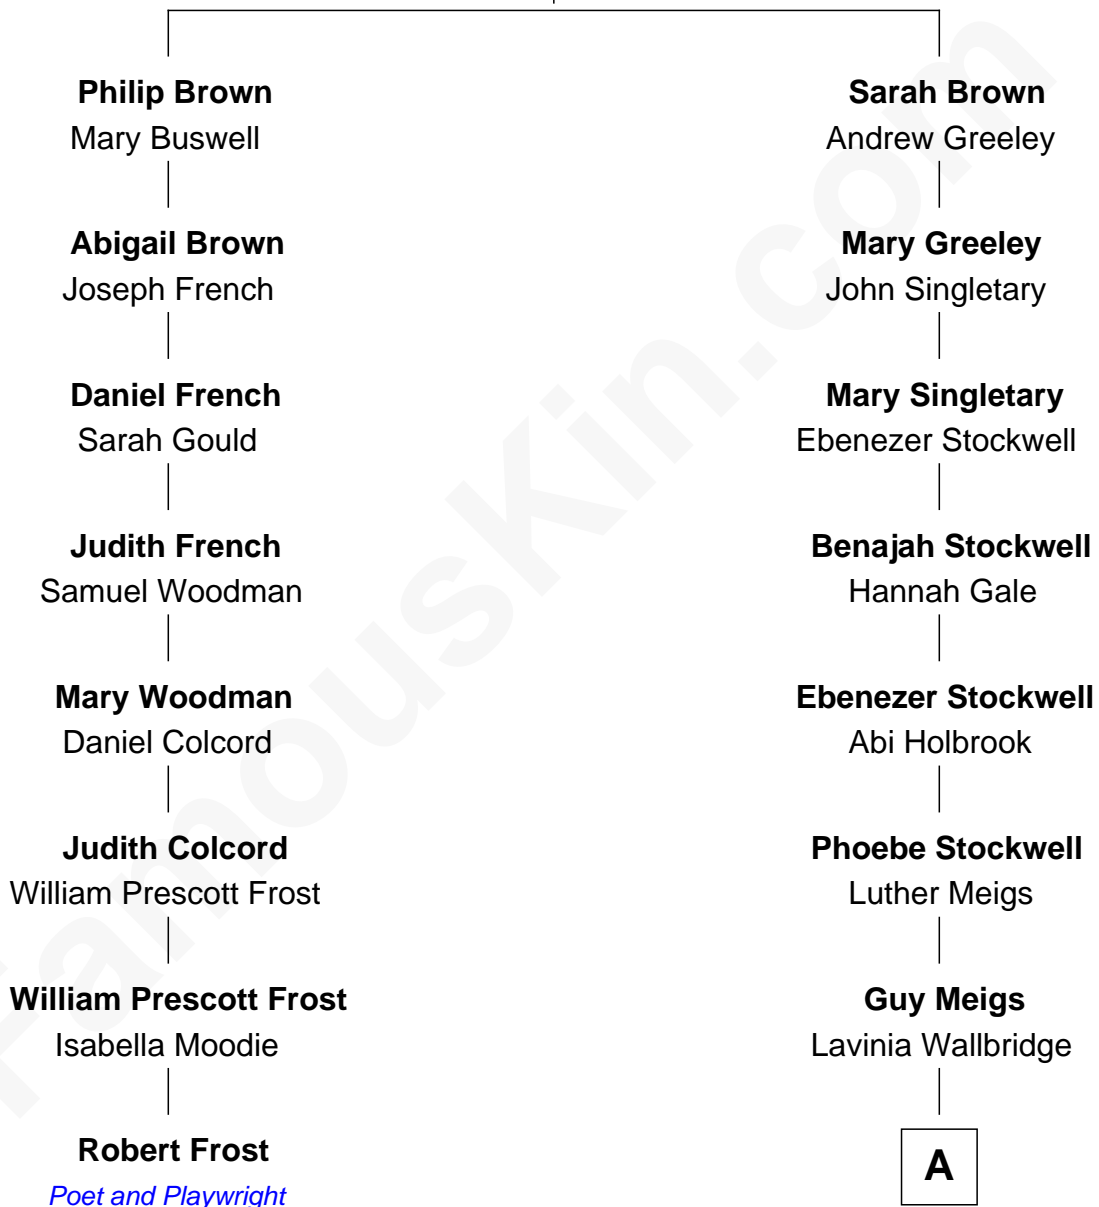 Philip Brown
Mary Buswell
Abigail Brown
Joseph French
Daniel French
Sarah Gould
Judith French
Samuel Woodman
Mary Woodman
Daniel Colcord
Judith Colcord
William Prescott Frost
William Prescott Frost
Isabella Moodie
Robert Frost
Poet and Playwright
Sarah Brown
Andrew Greeley
Mary Greeley
John Singletary
Mary Singletary
Ebenezer Stockwell
Benajah Stockwell
Hannah Gale
Ebenezer Stockwell
Abi Holbrook
Phoebe Stockwell
Luther Meigs
Guy Meigs
Lavinia Wallbridge
A
FamousKin.com